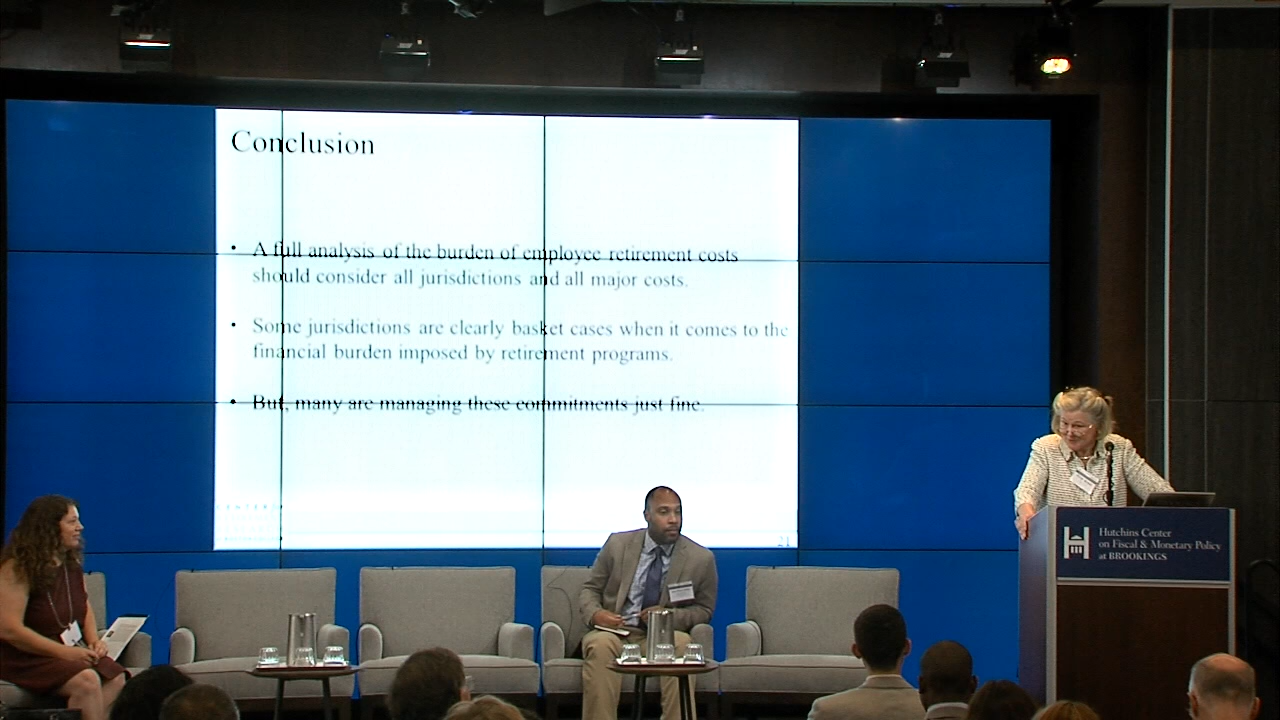 Conclusion
• A full analysis of the burden of employee retirement costs
should consider all jurisdictions and all major costs.
• Some jurisdictions are clearly basket cases when it comes to the
financial burden imposed by retirement programs.
• But, many are managing these commitments just fine.
21
Hutchins Center
on Fiscal & Monetary Policy
at BROOKINGS